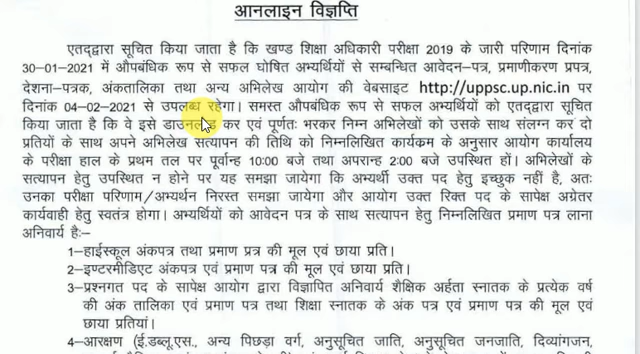 आनलाइन विज्ञप्ति
एतद्द्वारा सूचित किया जाता है कि खण्ड शिक्षा अधिकारी परीक्षा 2019 के जारी परिणाम दिनांक
30-01-2021 में औपबंधिक रूप से सफल घोषित अभ्यर्थियों से सम्बन्धित आवेदन–पत्र, प्रमाणीकरण प्रपत्र,
देशना–पत्रक, अंकतालिका तथा अन्य अभिलेख आयोग की वेबसाइट http://uppsc.up.nic.in पर
दिनांक 04-02-2021 से उपलब्ध रहेगा। समस्त औपबंधिक रूप से सफल अभ्यर्थियों को एतद्द्वारा सूचित
किया जाता है कि वे इसे डाउनलोड कर एवं पूर्णतः भरकर निम्न अभिलेखों को उसके साथ संलग्न कर दो
प्रतियों के साथ अपने अभिलेख सत्यापन की तिथि को निम्नलिखित कार्यक्रम के अनुसार आयोग कार्यालय
के परीक्षा हाल के प्रथम तल पर पूर्वान्ह 10:00 बजे तथा अपरान्ह 2:00 बजे उपस्थित हों। अभिलेखों के
सत्यापन हेतु उपस्थित न होने पर यह समझा जायेगा कि अभ्यर्थी उक्त पद हेतु इच्छुक नहीं है, अतः
उनका परीक्षा परिणाम/अभ्यर्थन निरस्त समझा जायेगा और आयोग उक्त रिक्त पद के सापेक्ष अग्रेतर
कार्यवाही हेतु स्वतंत्र होगा। अभ्यर्थियों को आवेदन पत्र के साथ सत्यापन हेतु निम्नलिखित प्रमाण पत्र लाना
अनिवार्य है:–
1–हाईस्कूल अंकपत्र तथा प्रमाण प्रत्र की मूल एवं छाया प्रति।
2–इण्टरमीडिएट अंकपत्र एवं प्रमाण पत्र की मूल एवं छाया प्रति।
3–प्रश्नगत पद के सापेक्ष आयोग द्वारा विज्ञापित अनिवार्य शैक्षिक अर्हता स्नातक के प्रत्येक वर्ष
की अंक तालिका एवं प्रमाण पत्र तथा शिक्षा स्नातक के अंक पत्र एवं प्रमाण पत्र की मूल एवं
छाया प्रतियां।
4–आरक्षण (ई.डब्लू.एस., अन्य पिछड़ा वर्ग, अनुसूचित जाति, अनुसूचित जनजाति, दिव्यांगजन,